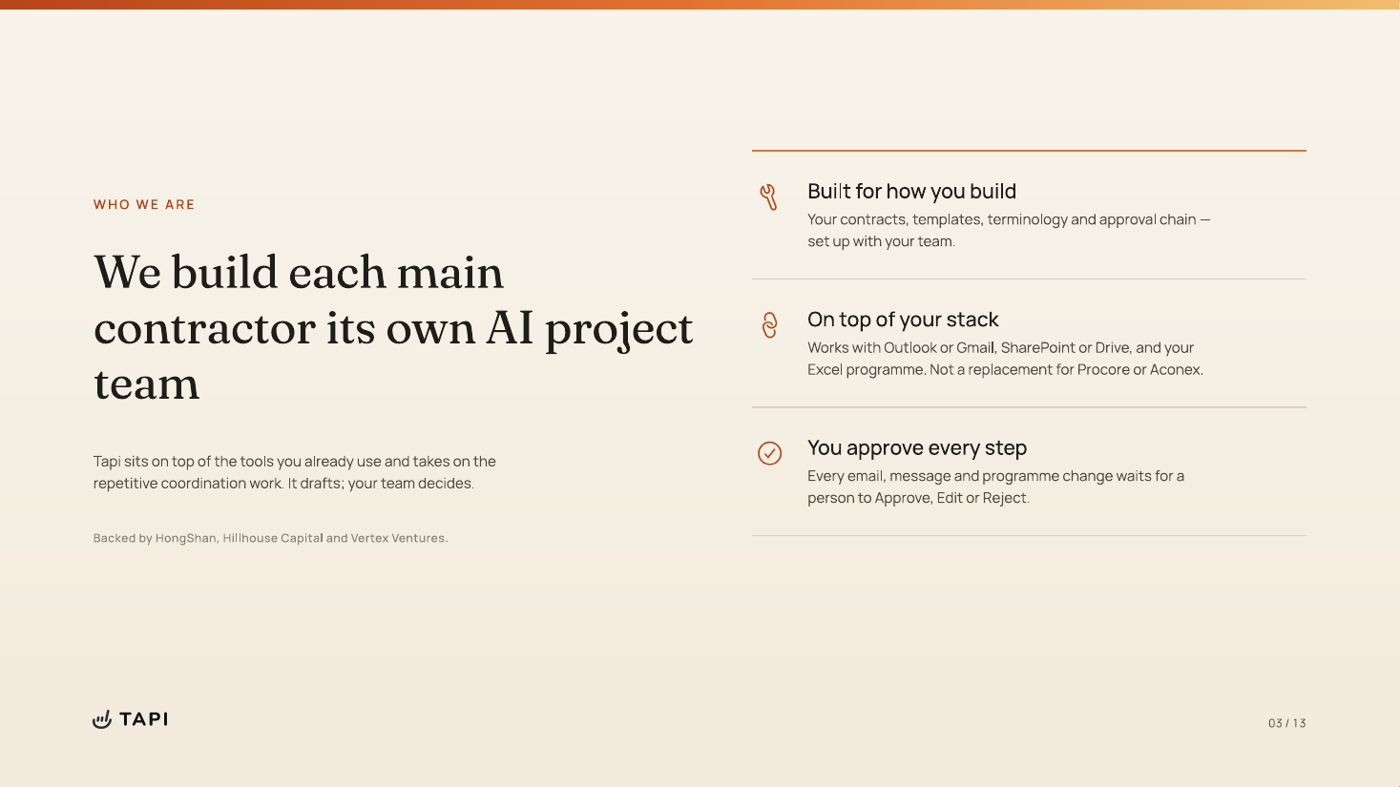 WHO WE ARE
We build each main
contractor its own AI project
team
Tapi sits on top of the tools you already use and takes on the
repetitive coordination work. It drafts; your team decides.
Backed by HongShan, Hillhouse Capital and Vertex Ventures.
Built for how you build
Your contracts, templates, terminology and approval chain —
set up with your team.
On top of your stack
Works with Outlook or Gmail, SharePoint or Drive, and your
Excel programme. Not a replacement for Procore or Aconex.
You approve every step
Every email, message and programme change waits for a
person to Approve, Edit or Reject.
TAPI
03 / 13